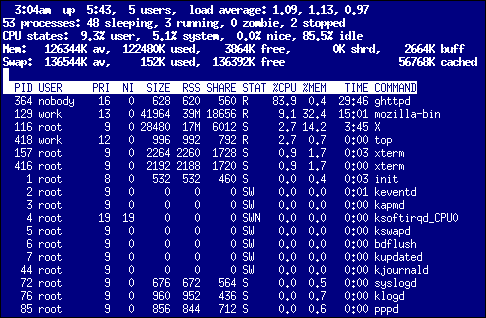 3:04am  up  5:43,  5 users,  load average: 1.09, 1.13, 0.97
53 processes: 48 sleeping, 3 running, 0 zombie, 2 stopped
CPU states:  9.3% user,  5.1% system,  0.0% nice, 85.5% idle
Mem:   126344K av,  122480K used,    3864K free,       0K shrd,    2664K buff
Swap:  136544K av,     152K used,  136392K free                   56768K cached
PID USER     PRI  NI  SIZE  RSS SHARE STAT %CPU %MEM   TIME COMMAND
364 nobody    16   0   628  620   560 R    83.9  0.4  29:46 ghttpd
129 work      13   0 41964  39M 18656 R     9.1 32.4  15:01 mozilla-bin
116 root       9   0 28480  17M  6012 S     2.7 14.2   3:45 X
418 work      12   0   996  992   792 R     2.7  0.7   0:00 top
157 root       9   0  2264 2260  1728 S     0.9  1.7   0:03 xterm
416 root       9   0  2192 2188  1720 S     0.9  1.7   0:00 xterm
1 root       8   0   532  532   460 S     0.0  0.4   0:03 init
2 root       9   0     0    0     0 SW    0.0  0.0   0:01 keventd
3 root       9   0     0    0     0 SW    0.0  0.0   0:00 kapmd
4 root      19  19     0    0     0 SWN   0.0  0.0   0:00 ksoftirqd_CPU0
5 root       9   0     0    0     0 SW    0.0  0.0   0:00 kswapd
6 root       9   0     0    0     0 SW    0.0  0.0   0:00 bdflush
7 root       9   0     0    0     0 SW    0.0  0.0   0:00 kupdated
44 root       9   0     0    0     0 SW    0.0  0.0   0:00 kjournald
72 root       9   0   676  672   564 S     0.0  0.5   0:00 syslogd
76 root       9   0   960  952   436 S     0.0  0.7   0:00 klogd
85 root       9   0   856  844   712 S     0.0  0.6   0:00 pppd